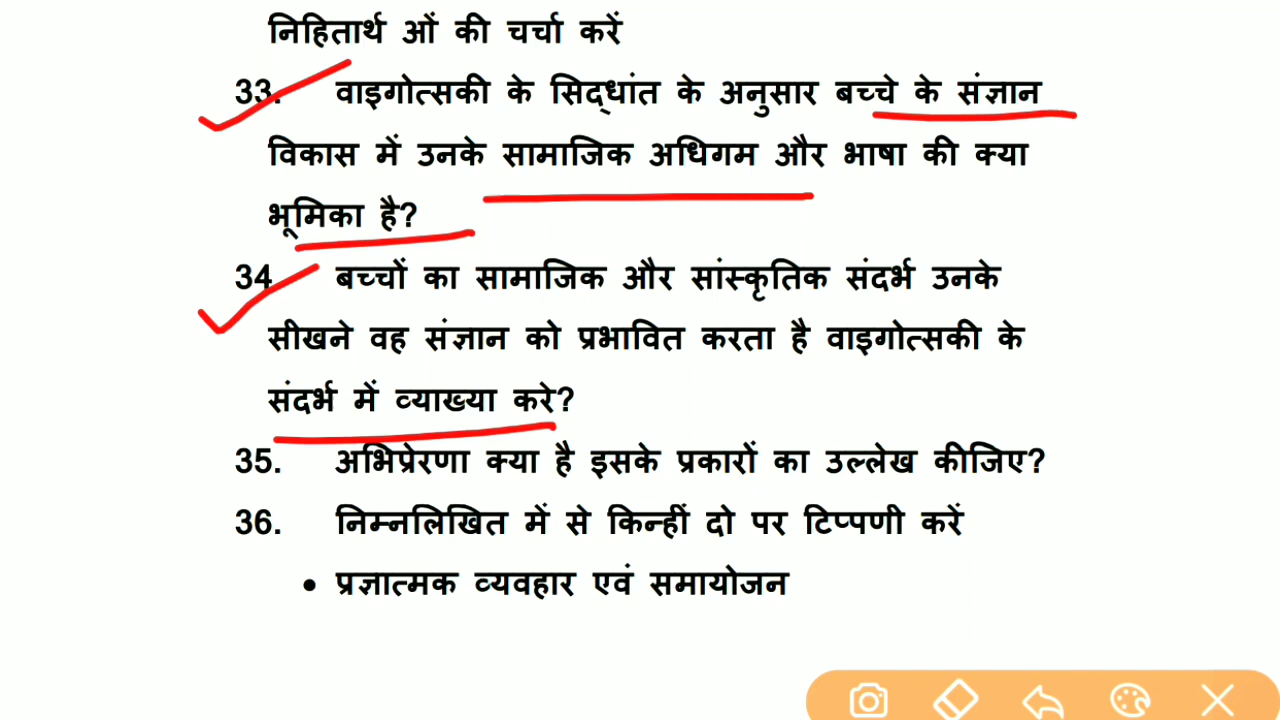 निहितार्थ ओं की चर्चा करें
33. वाइगोत्सकी के सिद्धांत के अनुसार बच्चे के संज्ञान
विकास में उनके सामाजिक अधिगम और भाषा की क्या
भूमिका है?
34 बच्चों का सामाजिक और सांस्कृतिक संदर्भ उनके
सीखने वह संज्ञान को प्रभावित करता है वाइगोत्सकी के
संदर्भ में व्याख्या करे?
35. अभिप्रेरणा क्या है इसके प्रकारों का उल्लेख कीजिए?
36. निम्नलिखित में से किन्हीं दो पर टिप्पणी करें
• प्रज्ञात्मक व्यवहार एवं समायोजन